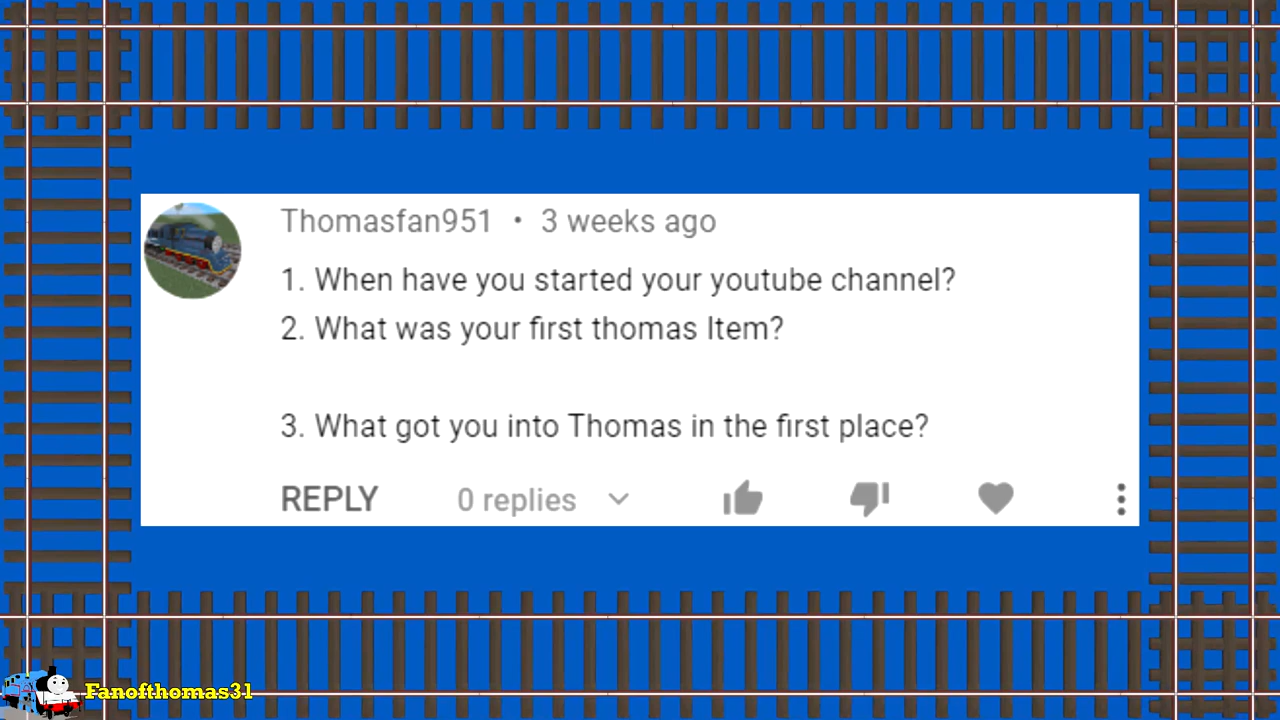 Thomasfan951 • 3 weeks ago
1. When have you started your youtube channel?
2. What was your first thomas Item?
3. What got you into Thomas in the first place?
REPLY 0 replies
Fanofthomas31